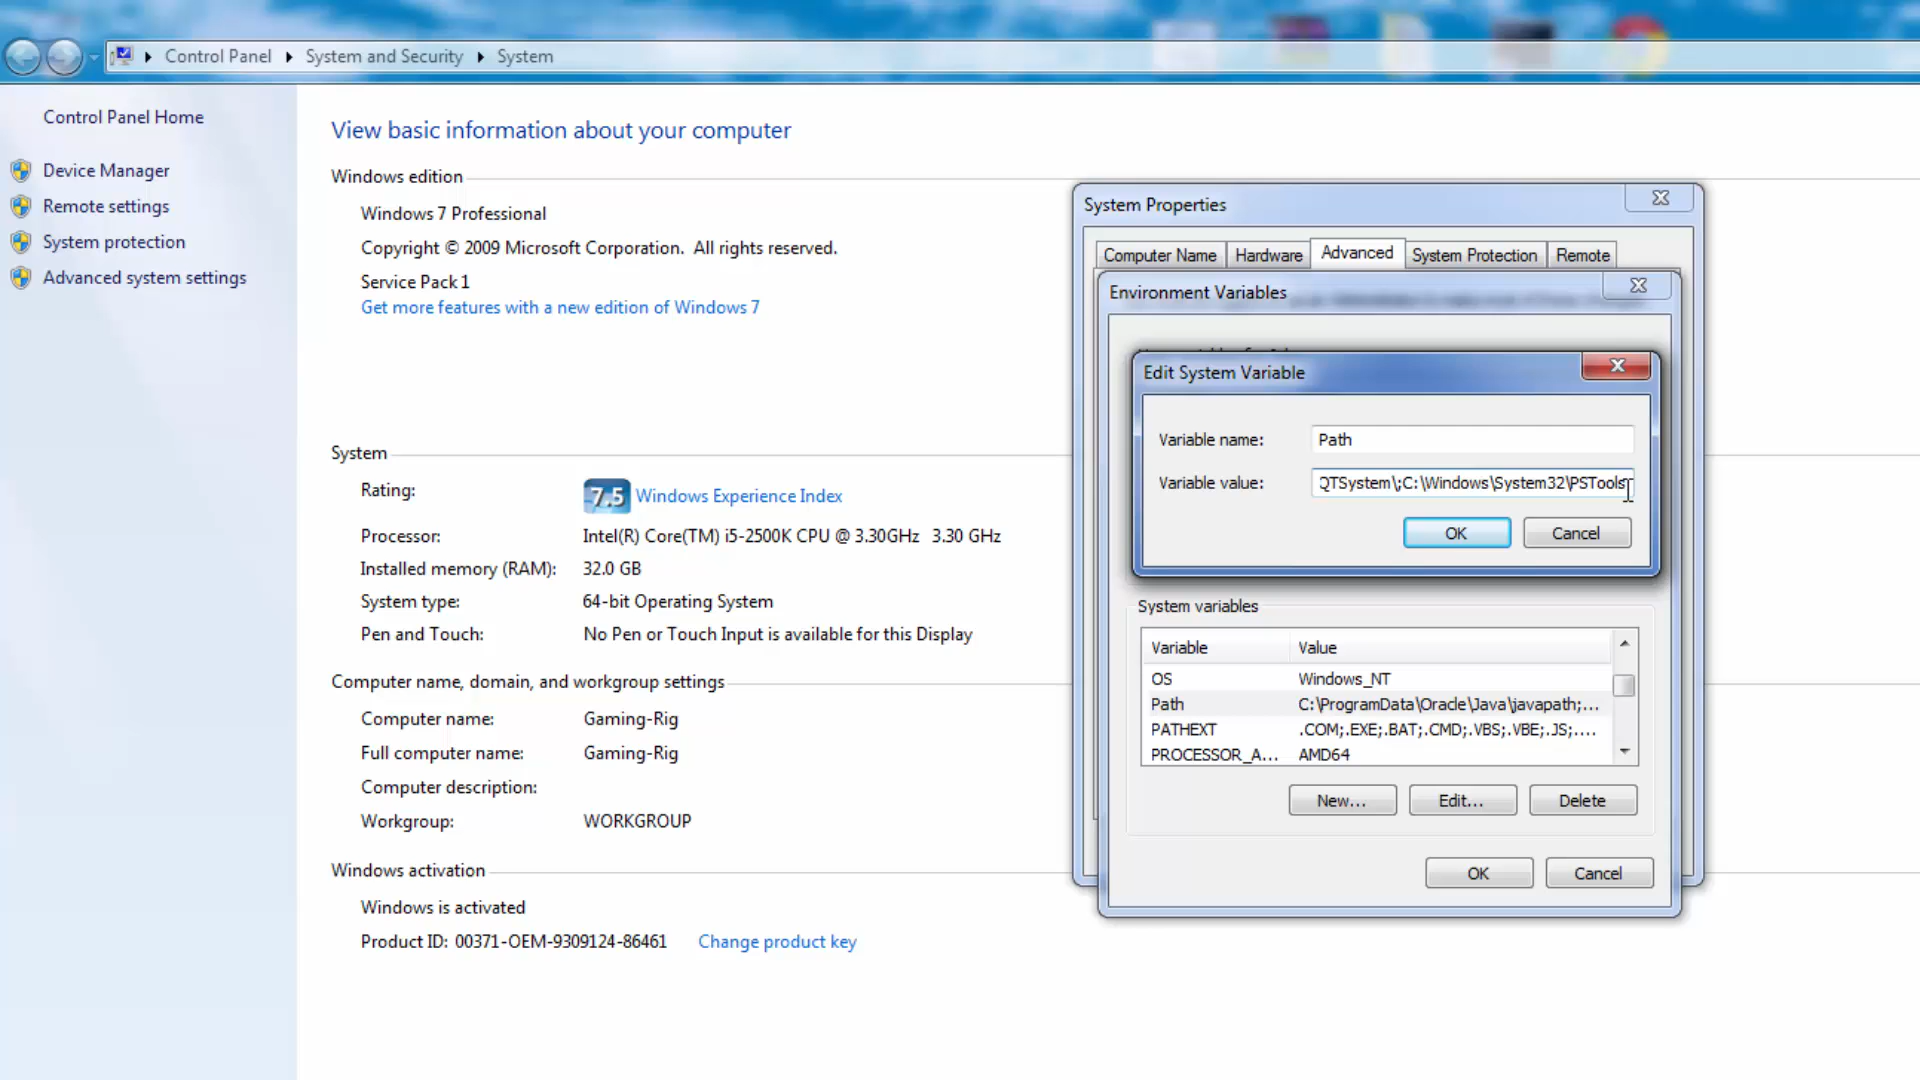 Control Panel ▸ System and Security ▸ System
Control Panel Home
Device Manager
Remote settings
System protection
Advanced system settings
View basic information about your computer
Windows edition
Windows 7 Professional
Copyright © 2009 Microsoft Corporation. All rights reserved.
Service Pack 1
Get more features with a new edition of Windows 7
System
Rating: 7.5 Windows Experience Index
Processor: Intel(R) Core(TM) i5-2500K CPU @ 3.30GHz 3.30 GHz
Installed memory (RAM): 32.0 GB
System type: 64-bit Operating System
Pen and Touch: No Pen or Touch Input is available for this Display
Computer name, domain, and workgroup settings
Computer name: Gaming-Rig
Full computer name: Gaming-Rig
Computer description:
Workgroup: WORKGROUP
Windows activation
Windows is activated
Product ID: 00371-OEM-9309124-86461 Change product key
System Properties
Computer Name Hardware Advanced System Protection Remote
Environment Variables
Edit System Variable
Variable name: Path
Variable value: QTSystem\;C:\Windows\System32\PSTools
OK Cancel
System variables
Variable Value
OS Windows_NT
Path C:\ProgramData\Oracle\Java\javapath;...
PATHEXT .COM;.EXE;.BAT;.CMD;.VBS;.VBE;.JS;....
PROCESSOR_A... AMD64
New... Edit... Delete
OK Cancel